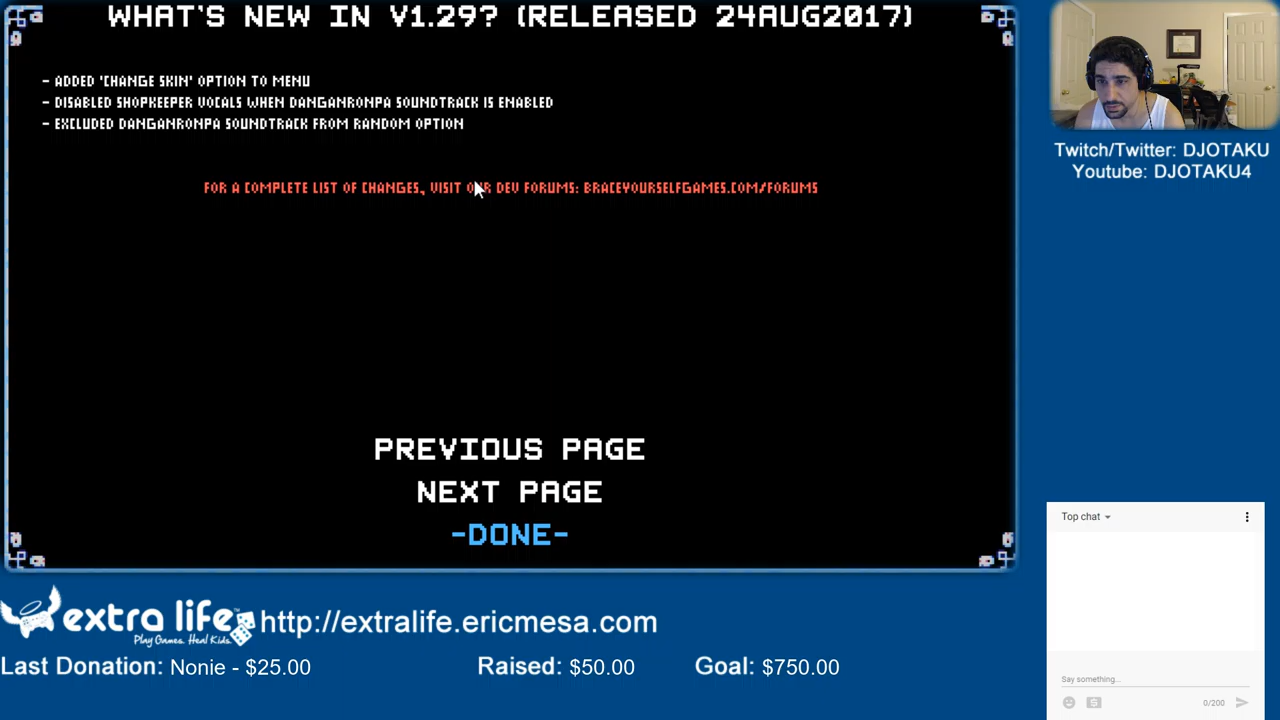 WHAT'S NEW IN V1.29? (RELEASED 24AUG2017)
- ADDED 'CHANGE SKIN' OPTION TO MENU
- DISABLED SHOPKEEPER VOCALS WHEN DANGANRONPA SOUNDTRACK IS ENABLED
- EXCLUDED DANGANRONPA SOUNDTRACK FROM RANDOM OPTION
FOR A COMPLETE LIST OF CHANGES, VISIT OUR DEV FORUMS: BRACEYOURSELFGAMES.COM/FORUMS
PREVIOUS PAGE
NEXT PAGE
-DONE-
Twitch/Twitter: DJOTAKU
Youtube: DJOTAKU4
Top chat
Say something...
0/200
extra life
Play Games. Heal Kids.
http://extralife.ericmesa.com
Last Donation: Nonie - $25.00
Raised: $50.00
Goal: $750.00